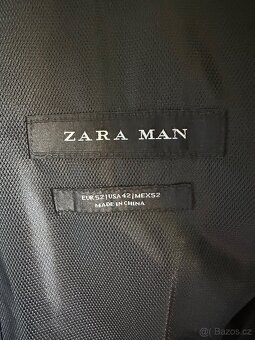 ZARA MAN
EUR 52 | USA 42 | MEX 52
MADE IN CHINA
Bazos.cz